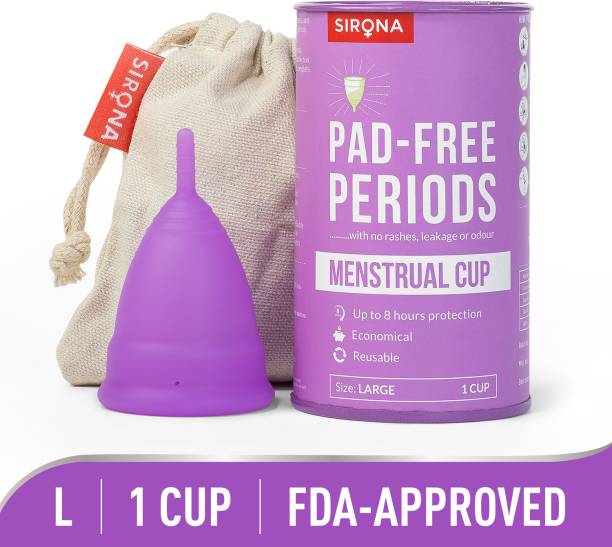 SIRONA
SIRONA
PAD-FREE
PERIODS
..........with no rashes, leakage or odour
MENSTRUAL CUP
Up to 8 hours protection
Economical
Reusable
Size: LARGE 1 CUP
L | 1 CUP | FDA-APPROVED